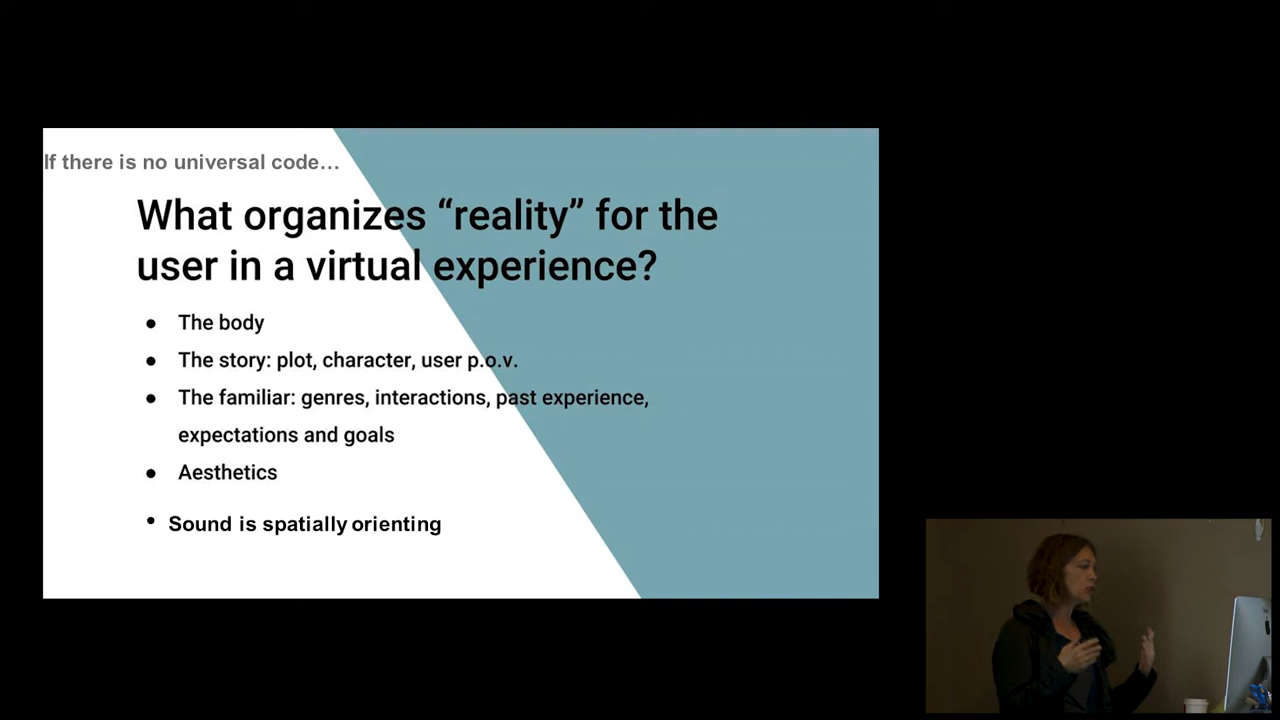 If there is no universal code…
What organizes “reality” for the
user in a virtual experience?
● The body
● The story: plot, character, user p.o.v.
● The familiar: genres, interactions, past experience,
expectations and goals
● Aesthetics
• Sound is spatially orienting